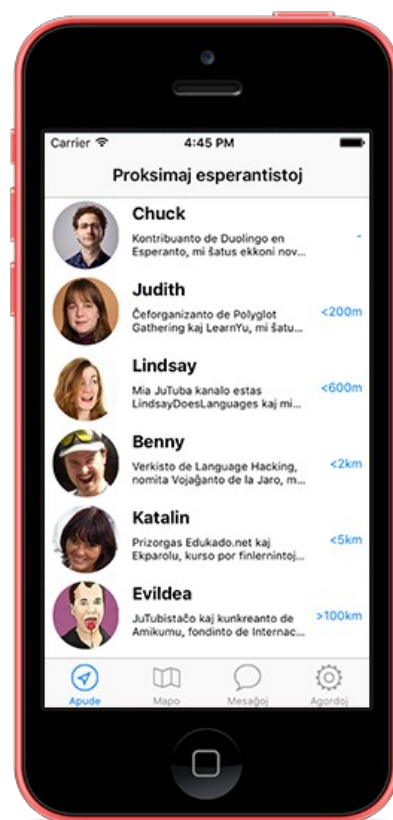 Carrier
4:45 PM
Proksimaj esperantistoj
Chuck
Kontribuanto de Duolingo en
Esperanto, mi ŝatus ekkoni nov...
-
Judith
Ĉeforganizanto de Polyglot
Gathering kaj LearnYu, mi ŝatu...
<200m
Lindsay
Mia JuTuba kanalo estas
LindsayDoesLanguages kaj mi...
<600m
Benny
Verkisto de Language Hacking,
nomita Vojaĝanto de la Jaro, m...
<2km
Katalin
Prizorgas Edukado.net kaj
Ekparolu, kurso por finlernintoj...
<5km
Evildea
JuTubistaĉo kaj kunkreanto de
Amikumu, fondinto de Internac...
>100km
Apude
Mapo
Mesaĝoj
Agordoj